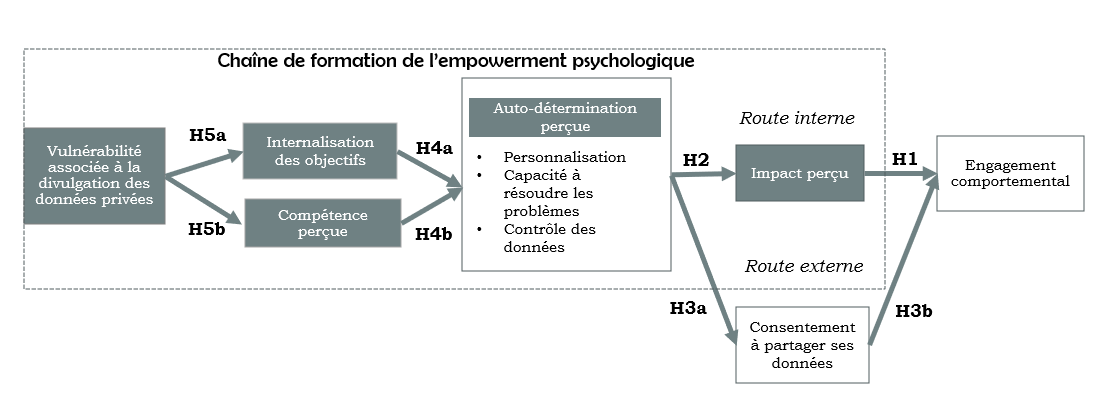 Chaîne de formation de l'empowerment psychologique
Vulnérabilité
associée à la
divulgation des
données privées
H5a
H5b
Internalisation
des objectifs
Compétence
perçue
H4a
H4b
Auto-détermination
perçue
• Personnalisation
• Capacité à
résoudre les
problèmes
• Contrôle des
données
H2
H3a
Route interne
Impact perçu
Route externe
Consentement
à partager ses
données
H1
H3b
Engagement
comportemental